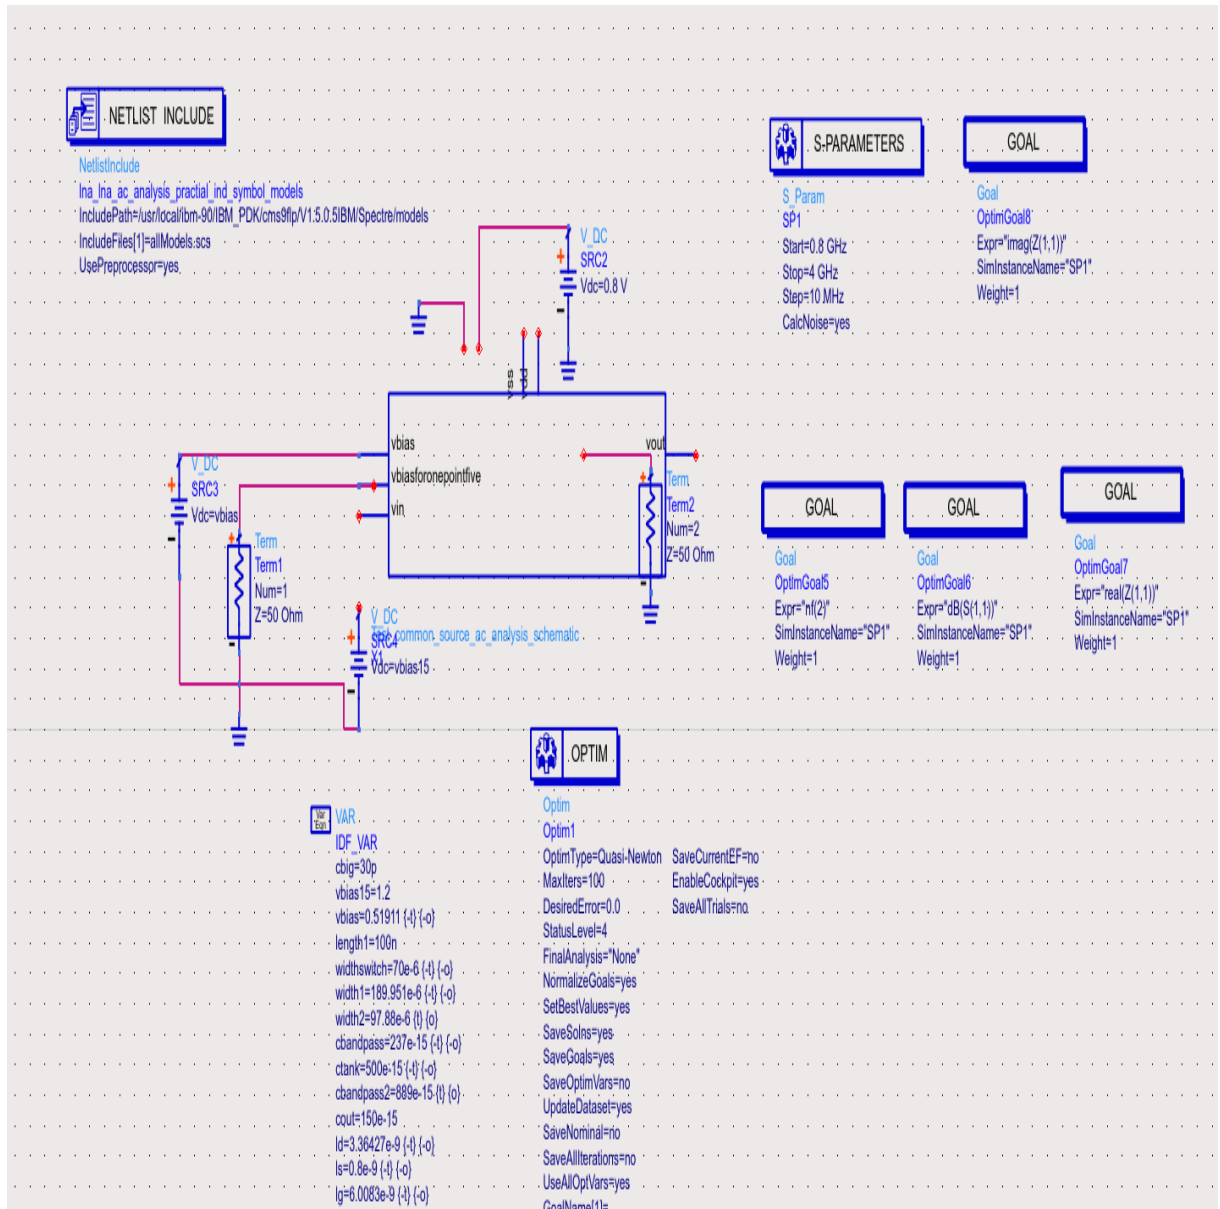 NETLIST INCLUDE
NetlistInclude
lna_lna_ac_analysis_practial_ind_symbol_models
IncludePath=/usr/local/ibm-90/IBM_PDK/cms9flp/V1.5.0.5IBM/Spectre/models
IncludeFiles[1]=allModels.scs
UsePreprocessor=yes
S-PARAMETERS
S_Param
SP1
Start=0.8 GHz
Stop=4 GHz
Step=10 MHz
CalcNoise=yes
GOAL
Goal
OptimGoal8
Expr="imag(Z(1,1))"
SimInstanceName="SP1"
Weight=1
V_DC
SRC2
Vdc=0.8 V
vss
vdd
vbias
vbiasforonepointfive
vin
vout
V_DC
SRC3
Vdc=vbias
Term
Term1
Num=1
Z=50 Ohm
Term
Term2
Num=2
Z=50 Ohm
V_DC
SRC4
X1
Vdc=vbias15
common_source_ac_analysis_schematic
GOAL
Goal
OptimGoal5
Expr="nf(2)"
SimInstanceName="SP1"
Weight=1
GOAL
Goal
OptimGoal6
Expr="dB(S(1,1))"
SimInstanceName="SP1"
Weight=1
GOAL
Goal
OptimGoal7
Expr="real(Z(1,1))"
SimInstanceName="SP1"
Weight=1
Var
Eqn
VAR
IDF_VAR
cbig=30p
vbias15=1.2
vbias=0.51911 {-t} {-o}
length1=100n
widthswitch=70e-6 {-t} {-o}
width1=189.951e-6 {-t} {-o}
width2=97.88e-6 {t} {o}
cbandpass=237e-15 {-t} {-o}
ctank=500e-15 {-t} {-o}
cbandpass2=889e-15 {t} {o}
cout=150e-15
ld=3.36427e-9 {-t} {-o}
ls=0.8e-9 {-t} {-o}
lg=6.0083e-9 {-t} {-o}
OPTIM
Optim
Optim1
OptimType=Quasi-Newton
MaxIters=100
DesiredError=0.0
StatusLevel=4
FinalAnalysis="None"
NormalizeGoals=yes
SetBestValues=yes
SaveSolns=yes
SaveGoals=yes
SaveOptimVars=no
UpdateDataset=yes
SaveNominal=no
SaveAllIterations=no
UseAllOptVars=yes
GoalName[1]=
SaveCurrentEF=no
EnableCockpit=yes
SaveAllTrials=no